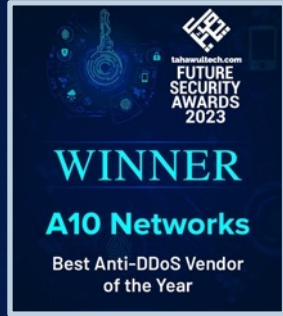 tahawultech.com
FUTURE
SECURITY
AWARDS
2023
WINNER
A10 Networks
Best Anti-DDoS Vendor
of the Year